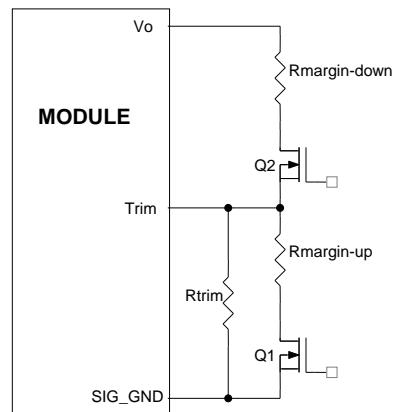 Vo
Rmargin-down
MODULE
Q2
Trim
Rmargin-up
Rtrim
Q1
SIG_GND